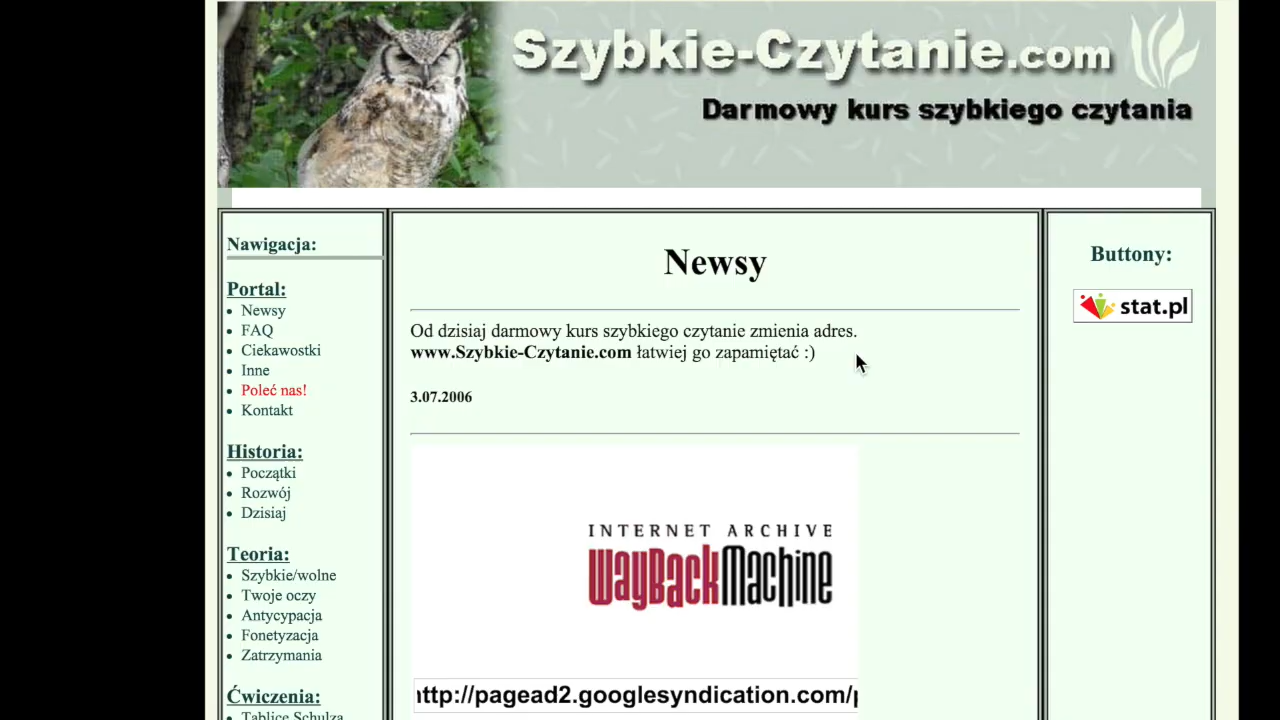 Szybkie-Czytanie.com
Darmowy kurs szybkiego czytania
Nawigacja:
Portal:
Newsy
FAQ
Ciekawostki
Inne
Poleć nas!
Kontakt
Historia:
Początki
Rozwój
Dzisiaj
Teoria:
Szybkie/wolne
Twoje oczy
Antycypacja
Fonetyzacja
Zatrzymania
Ćwiczenia:
Tablice Schulza
Newsy
Od dzisiaj darmowy kurs szybkiego czytanie zmienia adres.
www.Szybkie-Czytanie.com łatwiej go zapamiętać :)
3.07.2006
INTERNET ARCHIVE
WayBackMachine
ttp://pagead2.googlesyndication.com/p
Buttony:
stat.pl